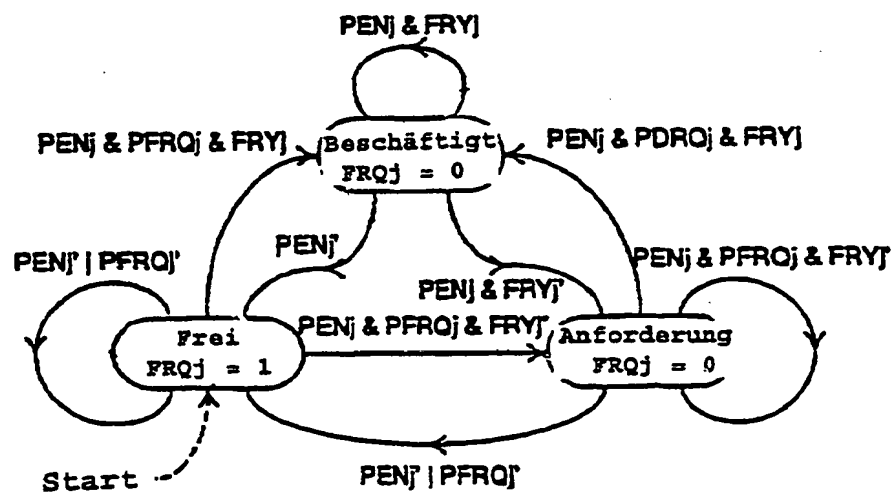 PENj & FRYj
PENj & PFRQj & FRYj
Beschäftigt
FRQj = 0
PENj & PDRQj & FRYj
PENj' | PFRQj'
PENj'
PENj & FRYj'
PENj & PFRQj & FRYj'
Frei
FRQj = 1
PENj & PFRQj & FRYj'
Anforderung
FRQj = 0
Start
PENj' | PFRQj'